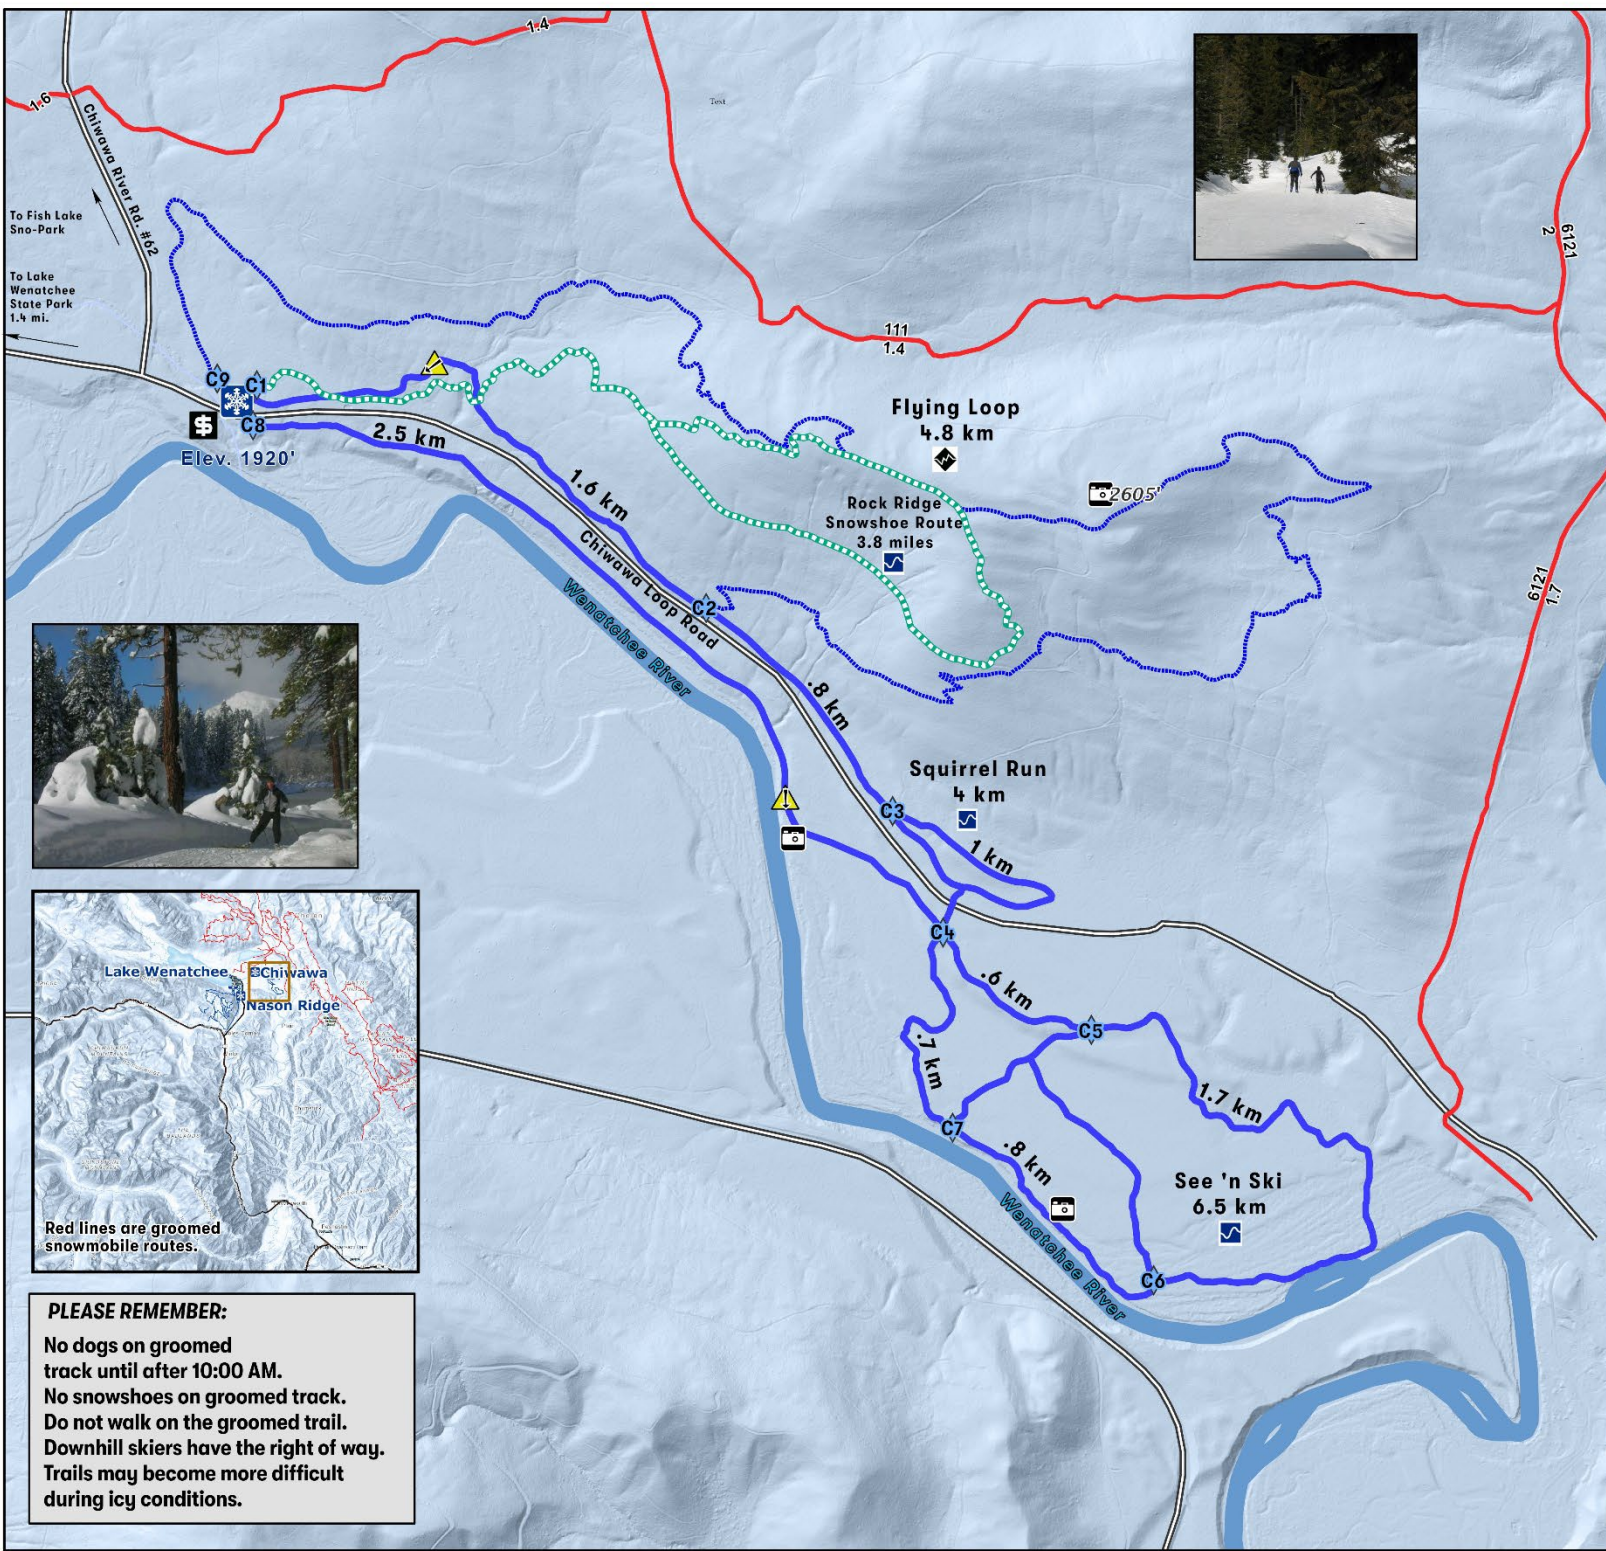 1.4
1.6
Chiwawa River Rd. #62
Text
To Fish Lake
Sno-Park
To Lake
Wenatchee
State Park
1.4 mi.
6121
2
111
1.4
C9
C1
C8
$
Elev. 1920'
2.5 km
1.6 km
Chiwawa Loop Road
Wenatchee River
Flying Loop
4.8 km
2605'
Rock Ridge
Snowshoe Route
3.8 miles
6121
1.7
C2
.8 km
Squirrel Run
4 km
C3
1 km
C4
.6 km
C5
.7 km
C7
1.7 km
.8 km
See 'n Ski
6.5 km
C6
Wenatchee River
Lake Wenatchee
Chiwawa
Nason Ridge
Red lines are groomed
snowmobile routes.
PLEASE REMEMBER:
No dogs on groomed
track until after 10:00 AM.
No snowshoes on groomed track.
Do not walk on the groomed trail.
Downhill skiers have the right of way.
Trails may become more difficult
during icy conditions.